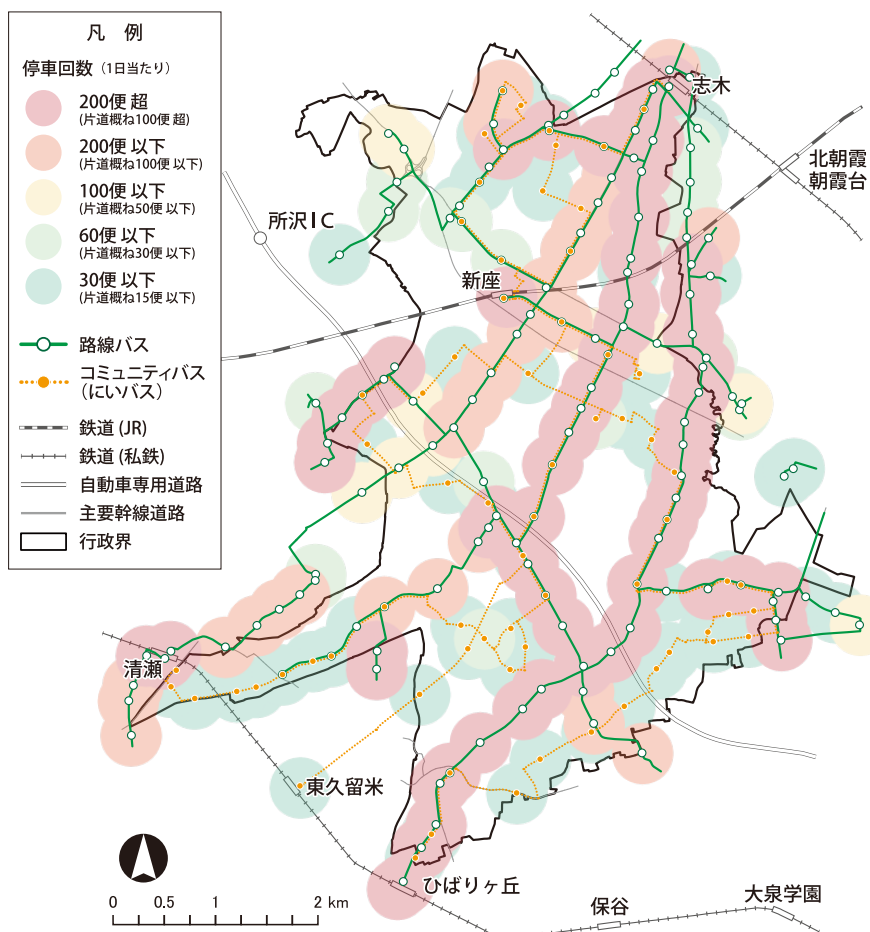 凡 例
停車回数 (1日当たり)
200便 超
(片道概ね100便 超)
200便 以下
(片道概ね100便 以下)
100便 以下
(片道概ね50便 以下)
60便 以下
(片道概ね30便 以下)
30便 以下
(片道概ね15便 以下)
路線バス
コミュニティバス
(にいバス)
鉄道 (JR)
鉄道 (私鉄)
自動車専用道路
主要幹線道路
行政界
志木
北朝霞
朝霞台
所沢IC
新座
清瀬
東久留米
ひばりヶ丘
保谷
大泉学園
0 0.5 1 2 km